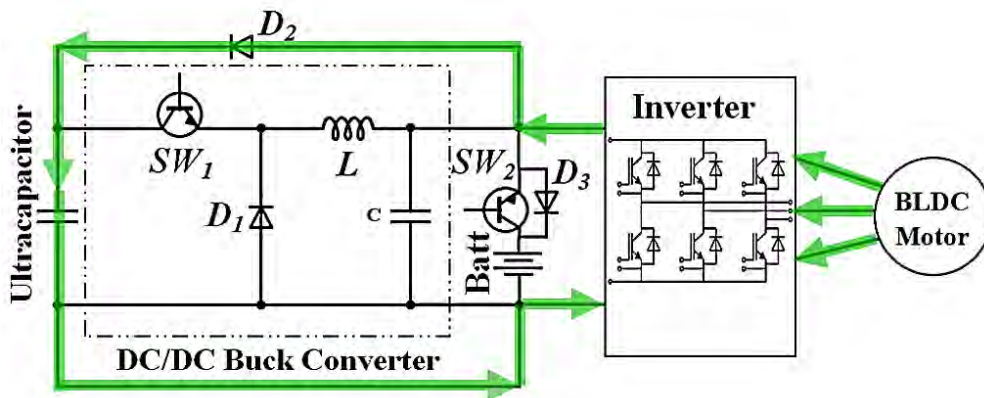 D2
Inverter
SW1
L
SW2
D3
D1
C
Batt
Ultracapacitor
BLDC
Motor
DC/DC Buck Converter